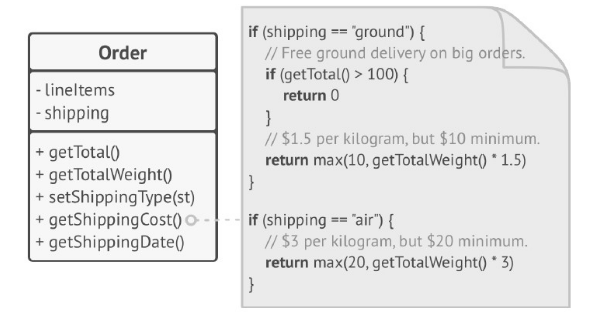 Order
- lineItems
- shipping
+ getTotal()
+ getTotalWeight()
+ setShippingType(st)
+ getShippingCost()
+ getShippingDate()
if (shipping == "ground") {
// Free ground delivery on big orders.
if (getTotal() > 100) {
return 0
}
// $1.5 per kilogram, but $10 minimum.
return max(10, getTotalWeight() * 1.5)
}
if (shipping == "air") {
// $3 per kilogram, but $20 minimum.
return max(20, getTotalWeight() * 3)
}